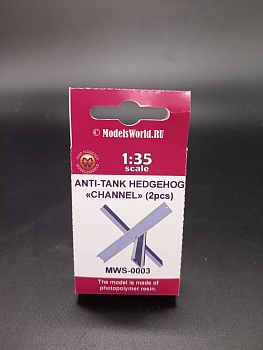 © ModelsWorld.RU
1:35
scale
ANTI-TANK HEDGEHOG
«CHANNEL» (2pcs)
MWS-0003
The model is made of
photopolymer resin.